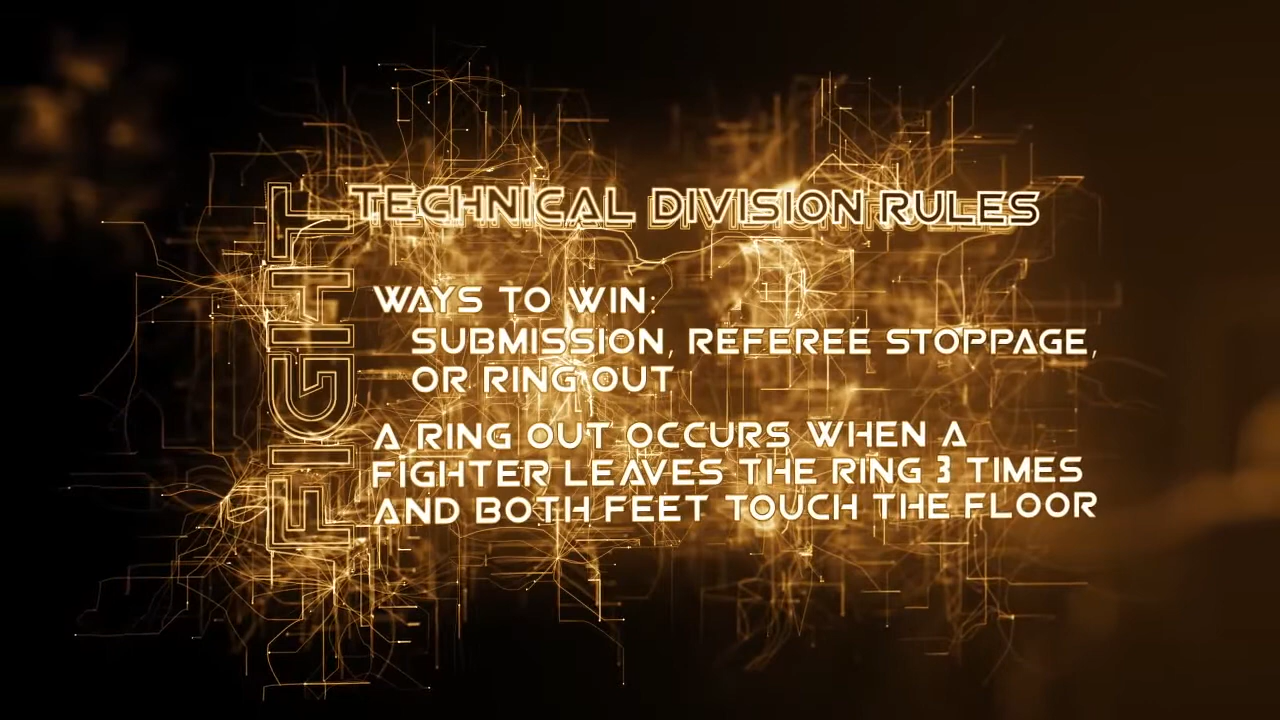 FIGHT
TECHNICAL DIVISION RULES
WAYS TO WIN:
SUBMISSION, REFEREE STOPPAGE,
OR RING OUT
A RING OUT OCCURS WHEN A
FIGHTER LEAVES THE RING 3 TIMES
AND BOTH FEET TOUCH THE FLOOR